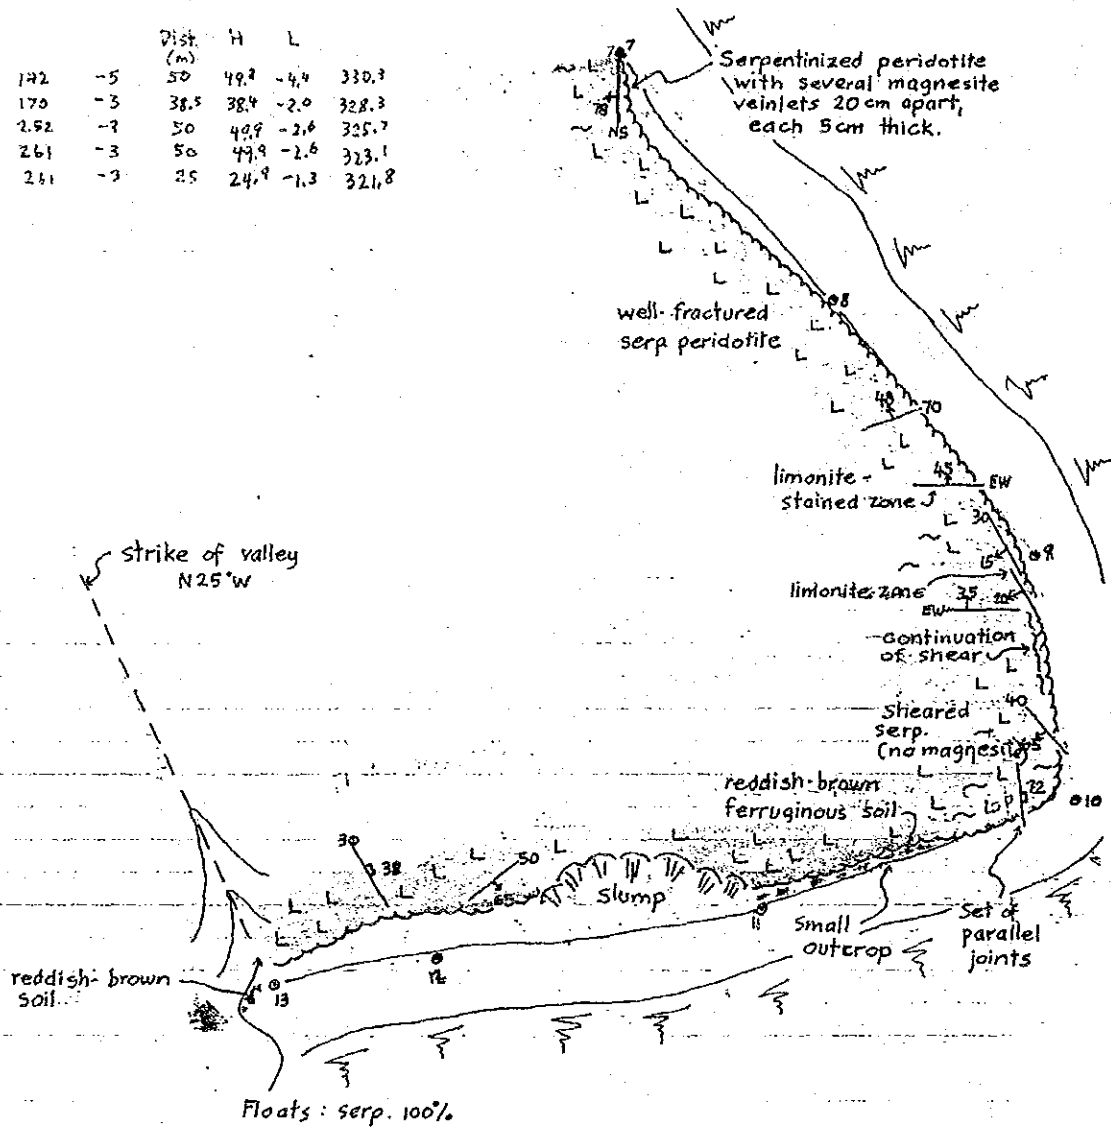 Dist. H L
(m)
172 -5 50 49.8 -4.4 330.3
170 -3 38.5 38.4 -2.0 328.3
252 -3 50 49.9 -2.6 325.7
261 -3 50 49.9 -2.6 323.1
261 -3 25 24.9 -1.3 321.8
7
Serpentinized peridotite
with several magnesite
veinlets 20 cm apart,
each 5cm thick.
78
NS
8
well-fractured
serp peridotite
48
70
45
EW
limonite-
stained zone
30
9
15
limonite zone
35
20
EW
continuation
of shear
40
Sheared
serp.
(no magnesite)
strike of valley
N25°W
reddish-brown
ferruginous soil
72
10
30
38
50
65
Slump
11
Small
outcrop
Set of
parallel
joints
12
13
reddish-brown
soil
Floats: serp. 100%